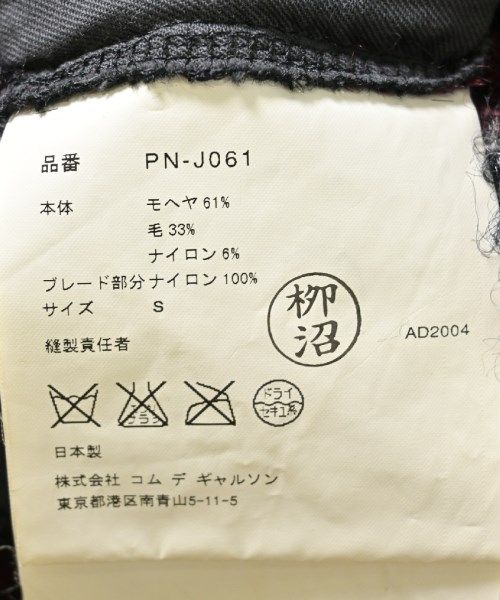 品番 PN-J061
本体 モヘヤ 61%
毛 33%
ナイロン 6%
ブレード部分 ナイロン 100%
サイズ S
縫製責任者
柳沼
AD2004
ドライ
セキユ系
日本製
株式会社 コム デ ギャルソン
東京都港区南青山5-11-5